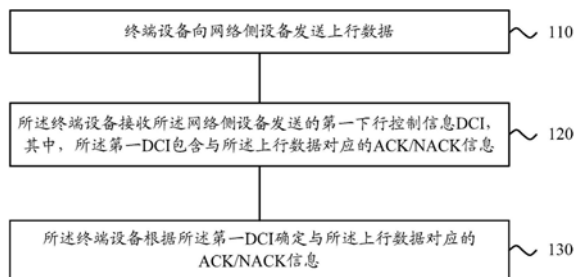 终端设备向网络侧设备发送上行数据
110
所述终端设备接收所述网络侧设备发送的第一下行控制信息DCI,
其中，所述第一DCI包含与所述上行数据对应的ACK/NACK信息
120
所述终端设备根据所述第一DCI确定与所述上行数据对应的
ACK/NACK信息
130